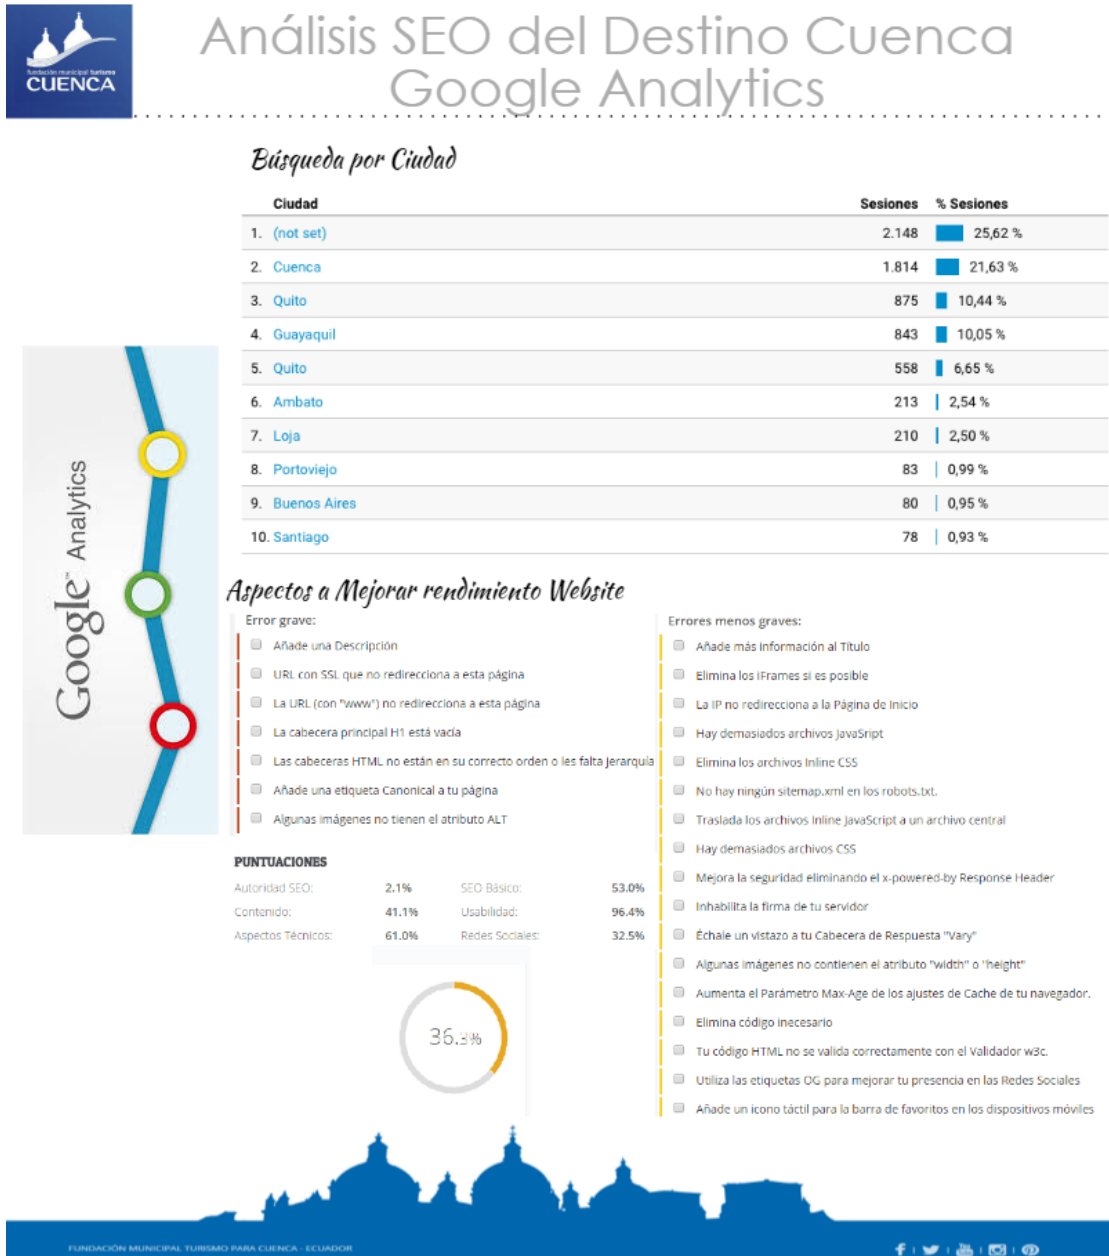 fundación municipal turismo
CUENCA
Análisis SEO del Destino Cuenca
Google Analytics
Búsqueda por Ciudad
Ciudad Sesiones % Sesiones
1. (not set) 2.148 25,62 %
2. Cuenca 1.814 21,63 %
3. Quito 875 10,44 %
4. Guayaquil 843 10,05 %
5. Quito 558 6,65 %
6. Ambato 213 2,54 %
7. Loja 210 2,50 %
8. Portoviejo 83 0,99 %
9. Buenos Aires 80 0,95 %
10. Santiago 78 0,93 %
Google™ Analytics
Aspectos a Mejorar rendimiento Website
Error grave:
Añade una Descripción
URL con SSL que no redirecciona a esta página
La URL (con "www") no redirecciona a esta página
La cabecera principal H1 está vacía
Las cabeceras HTML no están en su correcto orden o les falta jerarquía
Añade una etiqueta Canonical a tu página
Algunas imágenes no tienen el atributo ALT
Errores menos graves:
Añade más información al Título
Elimina los iFrames si es posible
La IP no redirecciona a la Página de Inicio
Hay demasiados archivos JavaSript
Elimina los archivos Inline CSS
No hay ningún sitemap.xml en los robots.txt.
Traslada los archivos Inline JavaScript a un archivo central
Hay demasiados archivos CSS
Mejora la seguridad eliminando el x-powered-by Response Header
Inhabilita la firma de tu servidor
Échale un vistazo a tu Cabecera de Respuesta "Vary"
Algunas imágenes no contienen el atributo "width" o "height"
Aumenta el Parámetro Max-Age de los ajustes de Cache de tu navegador.
Elimina código inecesario
Tu código HTML no se valida correctamente con el Validador w3c.
Utiliza las etiquetas OG para mejorar tu presencia en las Redes Sociales
Añade un icono táctil para la barra de favoritos en los dispositivos móviles
PUNTUACIONES
Autoridad SEO: 2.1% SEO Básico: 53.0%
Contenido: 41.1% Usabilidad: 96.4%
Aspectos Técnicos: 61.0% Redes Sociales: 32.5%
36.3%
FUNDACIÓN MUNICIPAL TURISMO PARA CUENCA - ECUADOR